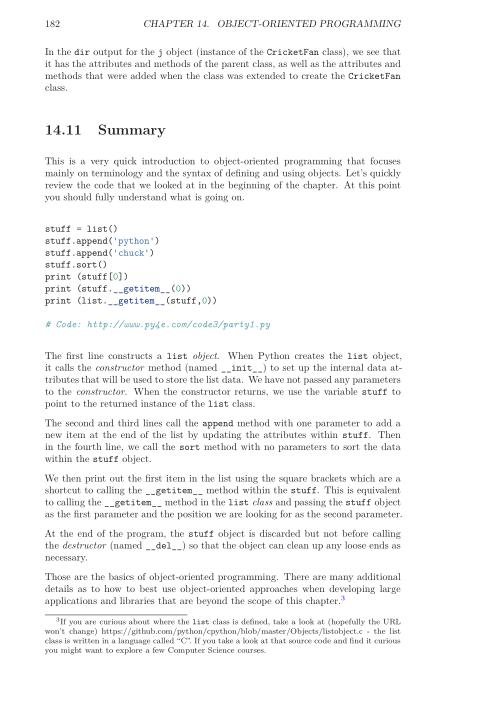 182 CHAPTER 14. OBJECT-ORIENTED PROGRAMMING
In the dir output for the j object (instance of the CricketFan class), we see that
it has the attributes and methods of the parent class, as well as the attributes and
methods that were added when the class was extended to create the CricketFan
class.
14.11 Summary
This is a very quick introduction to object-oriented programming that focuses
mainly on terminology and the syntax of defining and using objects. Let's quickly
review the code that we looked at in the beginning of the chapter. At this point
you should fully understand what is going on.
stuff = list()
stuff.append('python')
stuff.append('chuck')
stuff.sort()
print (stuff[0])
print (stuff.__getitem__(0))
print (list.__getitem__(stuff,0))
# Code: http://www.py4e.com/code3/party1.py
The first line constructs a list object. When Python creates the list object,
it calls the constructor method (named __init__) to set up the internal data at-
tributes that will be used to store the list data. We have not passed any parameters
to the constructor. When the constructor returns, we use the variable stuff to
point to the returned instance of the list class.
The second and third lines call the append method with one parameter to add a
new item at the end of the list by updating the attributes within stuff. Then
in the fourth line, we call the sort method with no parameters to sort the data
within the stuff object.
We then print out the first item in the list using the square brackets which are a
shortcut to calling the __getitem__ method within the stuff. This is equivalent
to calling the __getitem__ method in the list class and passing the stuff object
as the first parameter and the position we are looking for as the second parameter.
At the end of the program, the stuff object is discarded but not before calling
the destructor (named __del__) so that the object can clean up any loose ends as
necessary.
Those are the basics of object-oriented programming. There are many additional
details as to how to best use object-oriented approaches when developing large
applications and libraries that are beyond the scope of this chapter.3
3If you are curious about where the list class is defined, take a look at (hopefully the URL
won't change) https://github.com/python/cpython/blob/master/Objects/listobject.c - the list
class is written in a language called "C". If you take a look at that source code and find it curious
you might want to explore a few Computer Science courses.